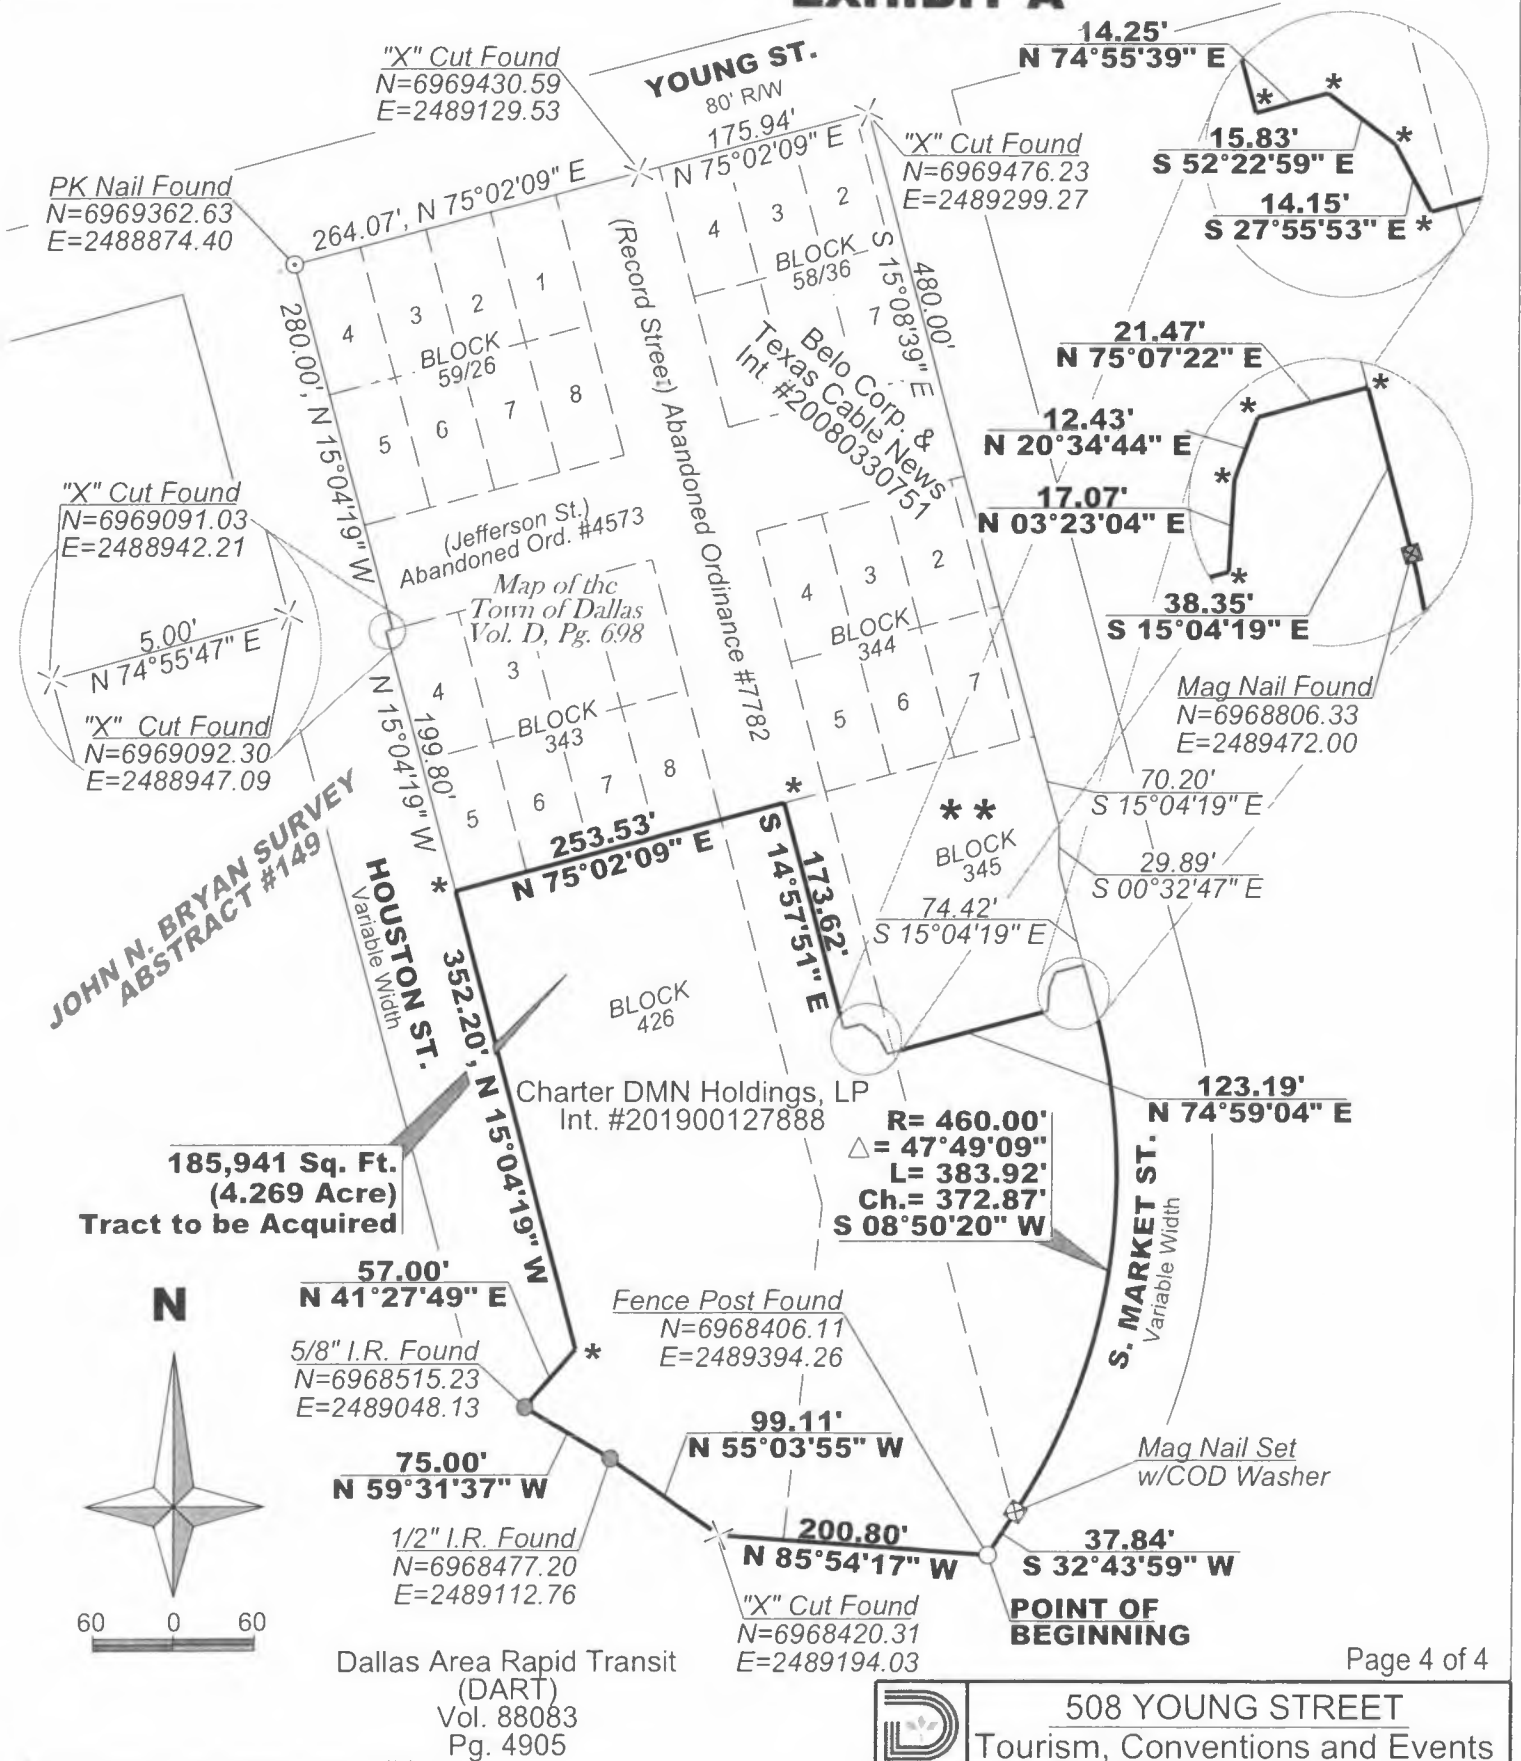 EXHIBIT A
"X" Cut Found
N=6969430.59
E=2489129.53
YOUNG ST.
80' R/W
175.94'
N 75°02'09" E
14.25'
N 74°55'39" E
*
*
*
*
15.83'
S 52°22'59" E
14.15'
S 27°55'53" E
"X" Cut Found
N=6969476.23
E=2489299.27
PK Nail Found
N=6969362.63
E=2488874.40
264.07', N 75°02'09" E
280.00', N 15°04'19" W
4
3
2
1
BLOCK
59/26
5
6
7
8
(Record Street) Abandoned Ordinance #7782
4
3
2
BLOCK
58/36
7
480.00'
S 15°08'39" E
Belo Corp. &
Texas Cable News
Int. #20080330751
21.47'
N 75°07'22" E
12.43'
N 20°34'44" E
17.07'
N 03°23'04" E
38.35'
S 15°04'19" E
*
*
*
*
Mag Nail Found
N=6968806.33
E=2489472.00
"X" Cut Found
N=6969091.03
E=2488942.21
5.00'
N 74°55'47" E
"X" Cut Found
N=6969092.30
E=2488947.09
(Jefferson St.)
Abandoned Ord. #4573
Map of the
Town of Dallas
Vol. D, Pg. 698
3
4
BLOCK
343
5
6
7
8
199.80'
N 15°04'19" W
4
3
2
BLOCK
344
5
6
7
70.20'
S 15°04'19" E
29.89'
S 00°32'47" E
* *
BLOCK
345
74.42'
S 15°04'19" E
JOHN N. BRYAN SURVEY
ABSTRACT #149
HOUSTON ST.
Variable Width
*
*
253.53'
N 75°02'09" E
173.62'
S 14°57'51" E
352.20', N 15°04'19" W
BLOCK
426
Charter DMN Holdings, LP
Int. #201900127888
123.19'
N 74°59'04" E
R= 460.00'
△= 47°49'09"
L= 383.92'
Ch.= 372.87'
S 08°50'20" W
S. MARKET ST.
Variable Width
185,941 Sq. Ft.
(4.269 Acre)
Tract to be Acquired
57.00'
N 41°27'49" E
*
5/8" I.R. Found
N=6968515.23
E=2489048.13
Fence Post Found
N=6968406.11
E=2489394.26
75.00'
N 59°31'37" W
99.11'
N 55°03'55" W
Mag Nail Set
w/COD Washer
1/2" I.R. Found
N=6968477.20
E=2489112.76
200.80'
N 85°54'17" W
37.84'
S 32°43'59" W
"X" Cut Found
N=6968420.31
E=2489194.03
POINT OF
BEGINNING
N
60 0 60
Dallas Area Rapid Transit
(DART)
Vol. 88083
Pg. 4905
Page 4 of 4
508 YOUNG STREET
Tourism, Conventions and Events